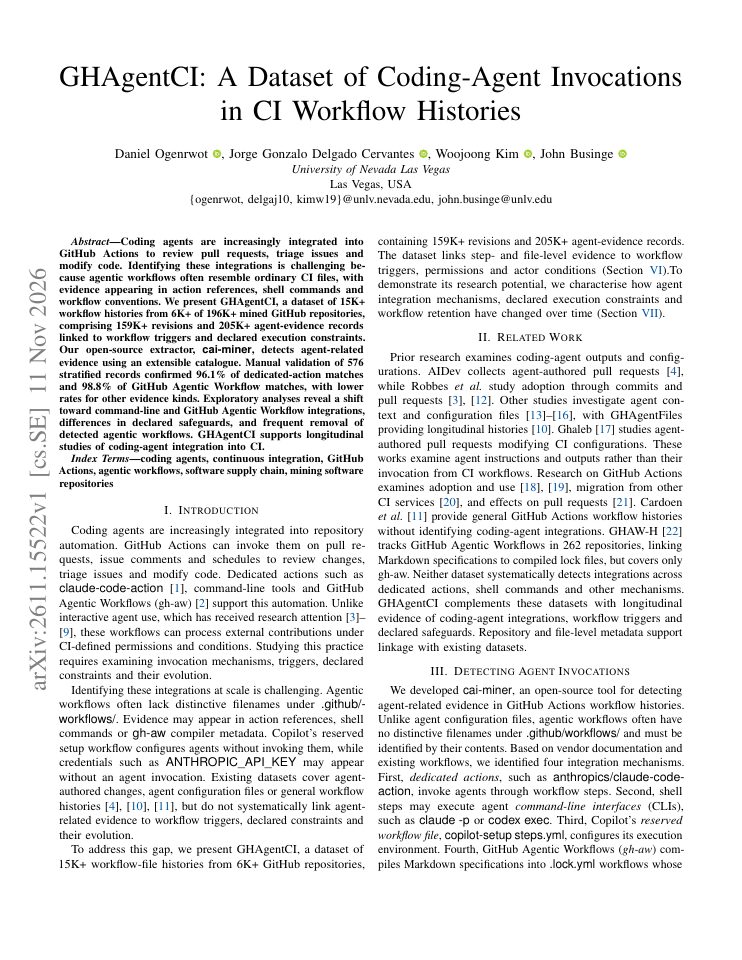 GHAgentCI: A Dataset of Coding-Agent Invocations
in CI Workflow Histories
Daniel Ogenrwot, Jorge Gonzalo Delgado Cervantes, Woojoong Kim, John Businge
University of Nevada Las Vegas
Las Vegas, USA
{ogenrwot, delgaj10, kimw19}@unlv.nevada.edu, john.businge@unlv.edu
arXiv:2611.15522v1 [cs.SE] 11 Nov 2026
Abstract—Coding agents are increasingly integrated into
GitHub Actions to review pull requests, triage issues and
modify code. Identifying these integrations is challenging be-
cause agentic workflows often resemble ordinary CI files, with
evidence appearing in action references, shell commands and
workflow conventions. We present GHAgentCI, a dataset of 15K+
workflow histories from 6K+ of 196K+ mined GitHub repositories,
comprising 159K+ revisions and 205K+ agent-evidence records
linked to workflow triggers and declared execution constraints.
Our open-source extractor, cai-miner, detects agent-related
evidence using an extensible catalogue. Manual validation of 576
stratified records confirmed 96.1% of dedicated-action matches
and 98.8% of GitHub Agentic Workflow matches, with lower
rates for other evidence kinds. Exploratory analyses reveal a shift
toward command-line and GitHub Agentic Workflow integrations,
differences in declared safeguards, and frequent removal of
detected agentic workflows. GHAgentCI supports longitudinal
studies of coding-agent integration into CI.
Index Terms—coding agents, continuous integration, GitHub
Actions, agentic workflows, software supply chain, mining software
repositories
I. INTRODUCTION
Coding agents are increasingly integrated into repository
automation. GitHub Actions can invoke them on pull re-
quests, issue comments and schedules to review changes,
triage issues and modify code. Dedicated actions such as
claude-code-action [1], command-line tools and GitHub
Agentic Workflows (gh-aw) [2] support this automation. Unlike
interactive agent use, which has received research attention [3]–
[9], these workflows can process external contributions under
CI-defined permissions and conditions. Studying this practice
requires examining invocation mechanisms, triggers, declared
constraints and their evolution.
Identifying these integrations at scale is challenging. Agentic
workflows often lack distinctive filenames under .github/-
workflows/. Evidence may appear in action references, shell
commands or gh-aw compiler metadata. Copilot's reserved
setup workflow configures agents without invoking them, while
credentials such as ANTHROPIC_API_KEY may appear
without an agent invocation. Existing datasets cover agent-
authored changes, agent configuration files or general workflow
histories [4], [10], [11], but do not systematically link agent-
related evidence to workflow triggers, declared constraints and
their evolution.
To address this gap, we present GHAgentCI, a dataset of
15K+ workflow-file histories from 6K+ GitHub repositories,
containing 159K+ revisions and 205K+ agent-evidence records.
The dataset links step- and file-level evidence to workflow
triggers, permissions and actor conditions (Section VI).To
demonstrate its research potential, we characterise how agent
integration mechanisms, declared execution constraints and
workflow retention have changed over time (Section VII).
II. RELATED WORK
Prior research examines coding-agent outputs and config-
urations. AIDev collects agent-authored pull requests [4],
while Robbes et al. study adoption through commits and
pull requests [3], [12]. Other studies investigate agent con-
text and configuration files [13]–[16], with GHAgentFiles
providing longitudinal histories [10]. Ghaleb [17] studies agent-
authored pull requests modifying CI configurations. These
works examine agent instructions and outputs rather than their
invocation from CI workflows. Research on GitHub Actions
examines adoption and use [18], [19], migration from other
CI services [20], and effects on pull requests [21]. Cardoen
et al. [11] provide general GitHub Actions workflow histories
without identifying coding-agent integrations. GHAW-H [22]
tracks GitHub Agentic Workflows in 262 repositories, linking
Markdown specifications to compiled lock files, but covers only
gh-aw. Neither dataset systematically detects integrations across
dedicated actions, shell commands and other mechanisms.
GHAgentCI complements these datasets with longitudinal
evidence of coding-agent integrations, workflow triggers and
declared safeguards. Repository and file-level metadata support
linkage with existing datasets.
III. DETECTING AGENT INVOCATIONS
We developed cai-miner, an open-source tool for detecting
agent-related evidence in GitHub Actions workflow histories.
Unlike agent configuration files, agentic workflows often have
no distinctive filenames under .github/workflows/ and must be
identified by their contents. Based on vendor documentation and
existing workflows, we identified four integration mechanisms.
First, dedicated actions, such as anthropics/claude-code-
action, invoke agents through workflow steps. Second, shell
steps may execute agent command-line interfaces (CLIs),
such as claude -p or codex exec. Third, Copilot's reserved
workflow file, copilot-setup steps.yml, configures its execution
environment. Fourth, GitHub Agentic Workflows (gh-aw) com-
piles Markdown specifications into .lock.yml workflows whose